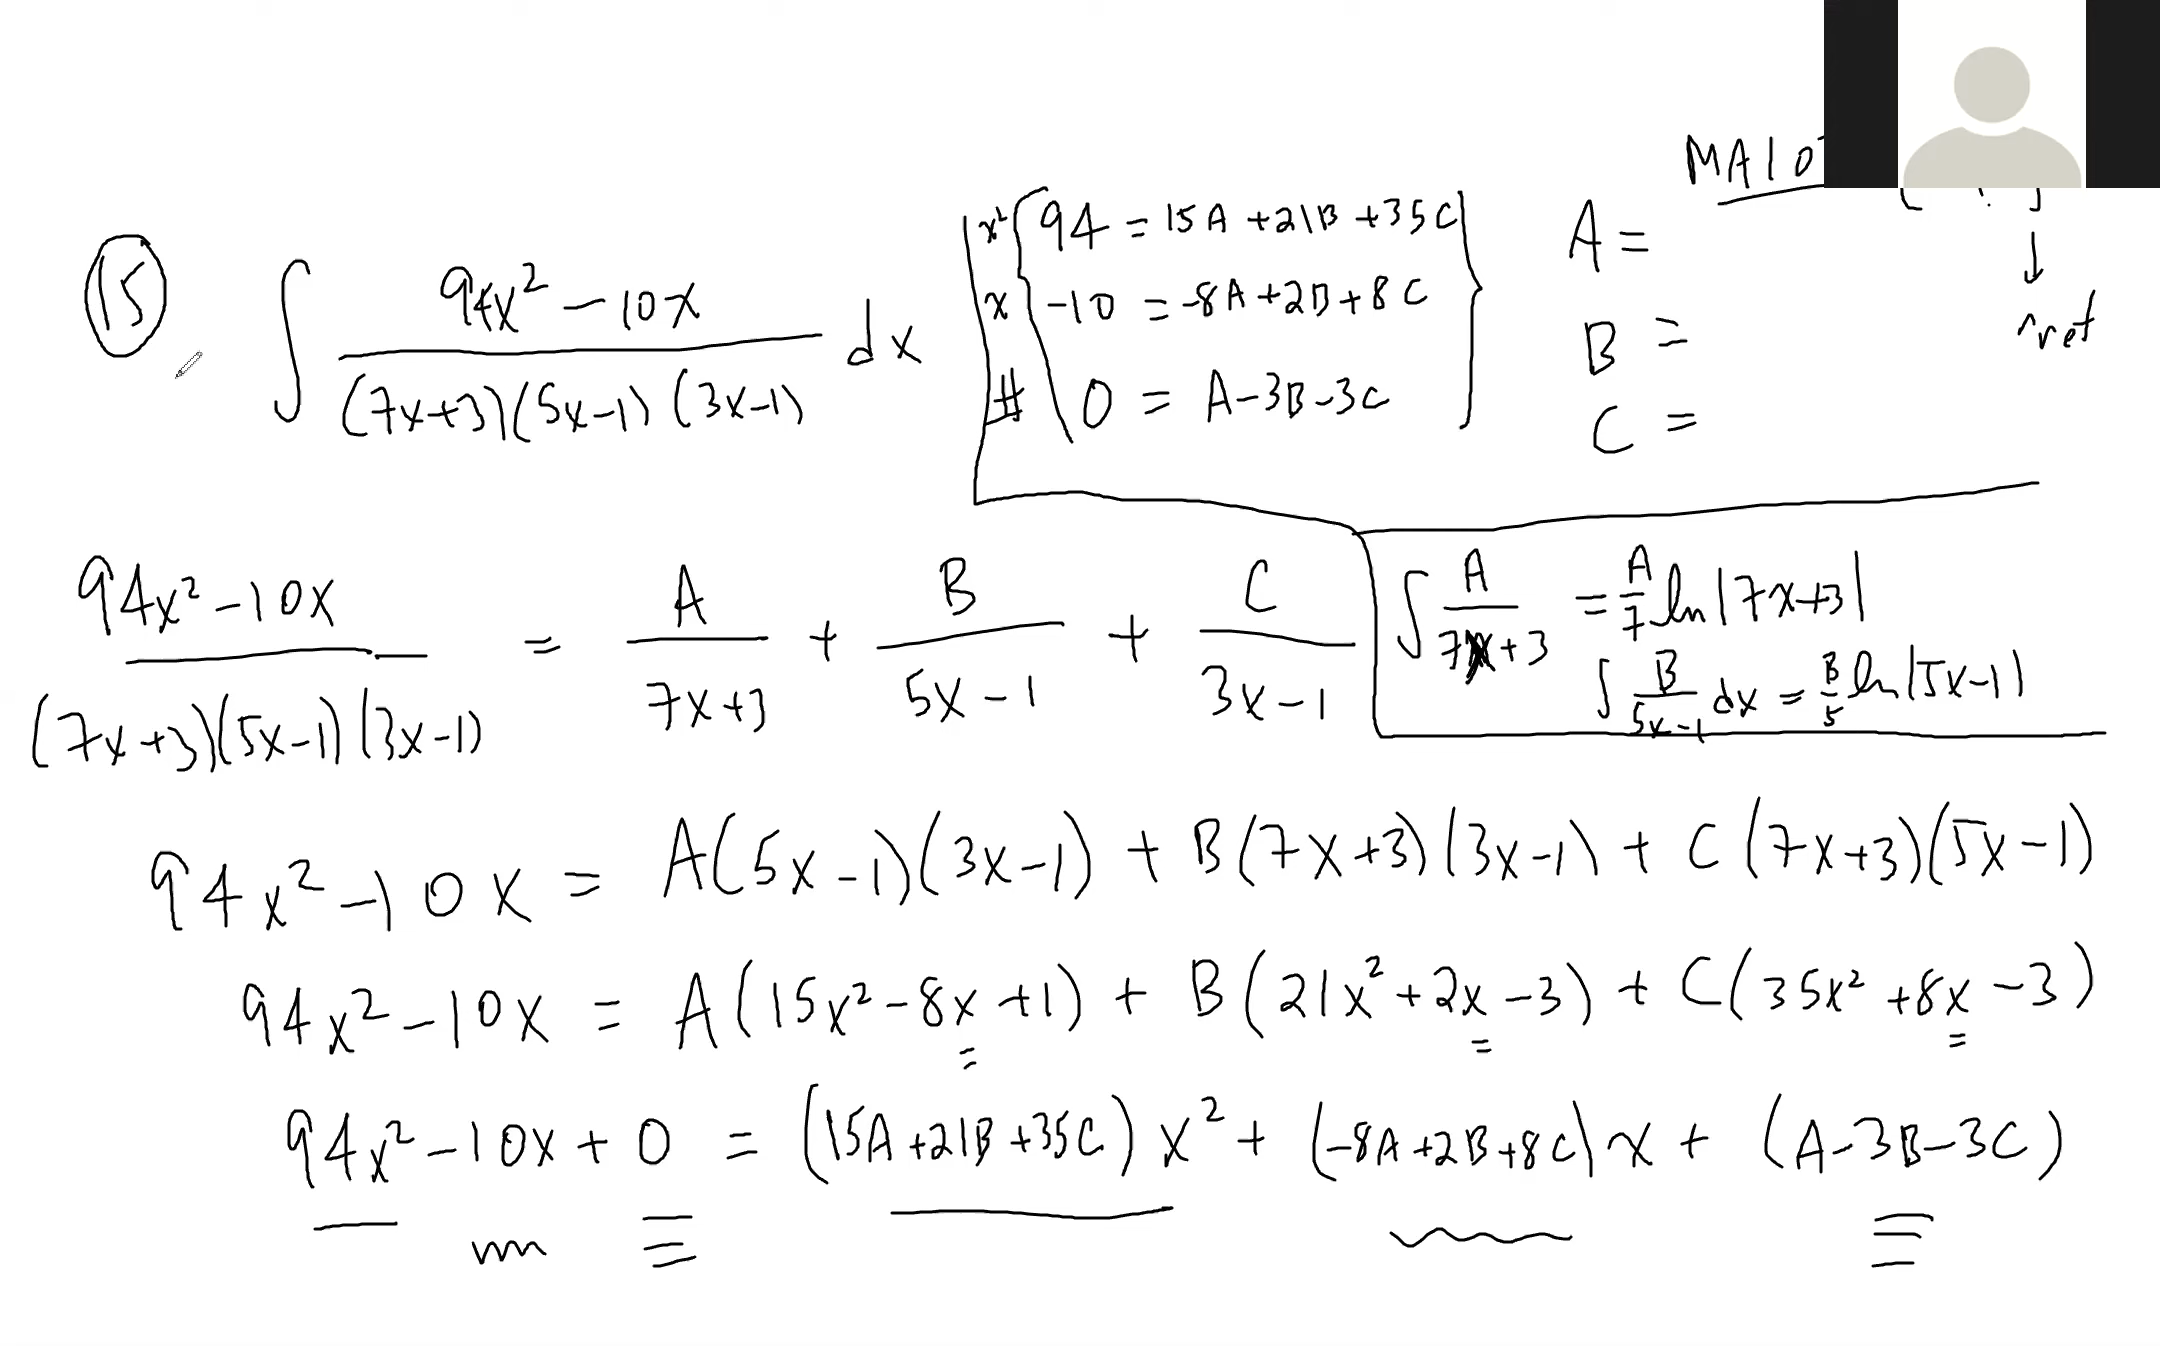 MA10
x² 94 = 15A + 21B + 35C
A =
15
∫ (94x² - 10x) / ((7x+3)(5x-1)(3x-1)) dx
x -10 = -8A + 2B + 8C
B =
rref
# 0 = A - 3B - 3C
C =
(94x² - 10x) / ((7x+3)(5x-1)(3x-1)) = A/(7x+3) + B/(5x-1) + C/(3x-1)
∫ A/(7x+3) = A/7 ln|7x+3|
∫ B/(5x-1) dx = B/5 ln|5x-1|
94x² - 10x = A(5x-1)(3x-1) + B(7x+3)(3x-1) + C(7x+3)(5x-1)
94x² - 10x = A(15x² - 8x + 1) + B(21x² + 2x - 3) + C(35x² + 8x - 3)
94x² - 10x + 0 = (15A + 21B + 35C)x² + (-8A + 2B + 8C)x + (A - 3B - 3C)